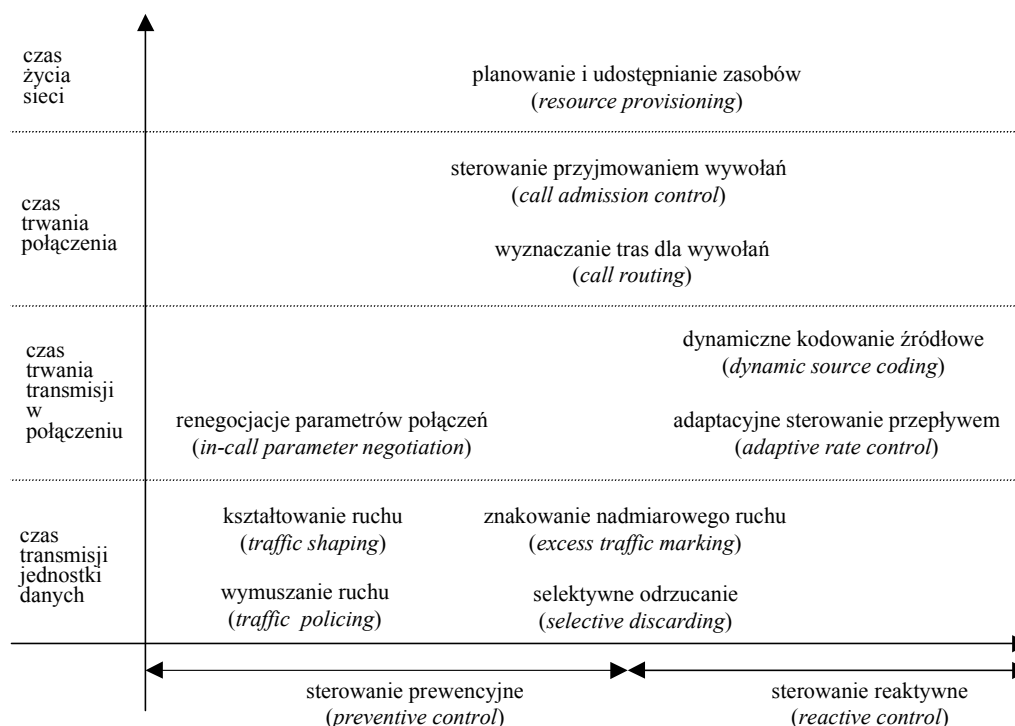 czas
życia
sieci
planowanie i udostępnianie zasobów
(resource provisioning)
czas
trwania
połączenia
sterowanie przyjmowaniem wywołań
(call admission control)
wyznaczanie tras dla wywołań
(call routing)
czas
trwania
transmisji
w
połączeniu
dynamiczne kodowanie źródłowe
(dynamic source coding)
renegocjacje parametrów połączeń
(in-call parameter negotiation)
adaptacyjne sterowanie przepływem
(adaptive rate control)
czas
transmisji
jednostki
danych
kształtowanie ruchu
(traffic shaping)
znakowanie nadmiarowego ruchu
(excess traffic marking)
wymuszanie ruchu
(traffic policing)
selektywne odrzucanie
(selective discarding)
sterowanie prewencyjne
(preventive control)
sterowanie reaktywne
(reactive control)